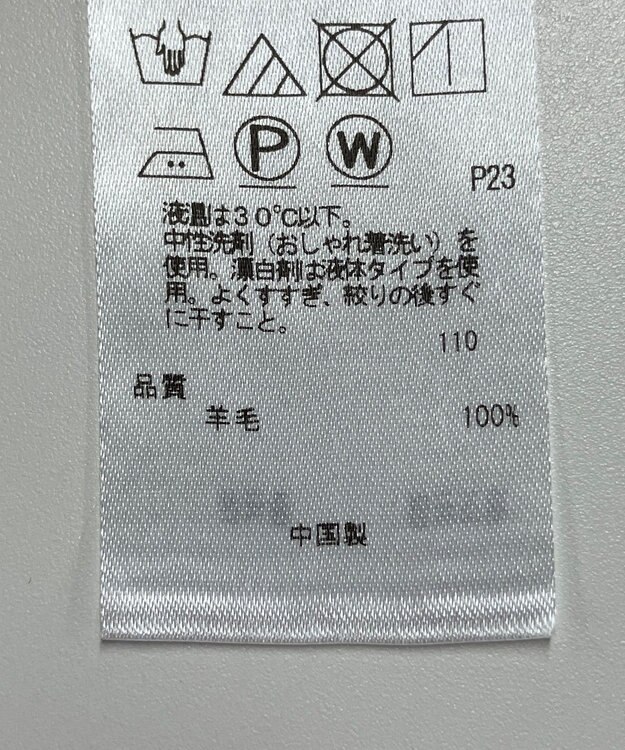 P W
P23
液温は30℃以下。
中性洗剤（おしゃれ着洗い）を
使用。漂白剤は液体タイプを使
用。よくすすぎ、絞りの後すぐ
に干すこと。
110
品質
羊毛 100%
中国製